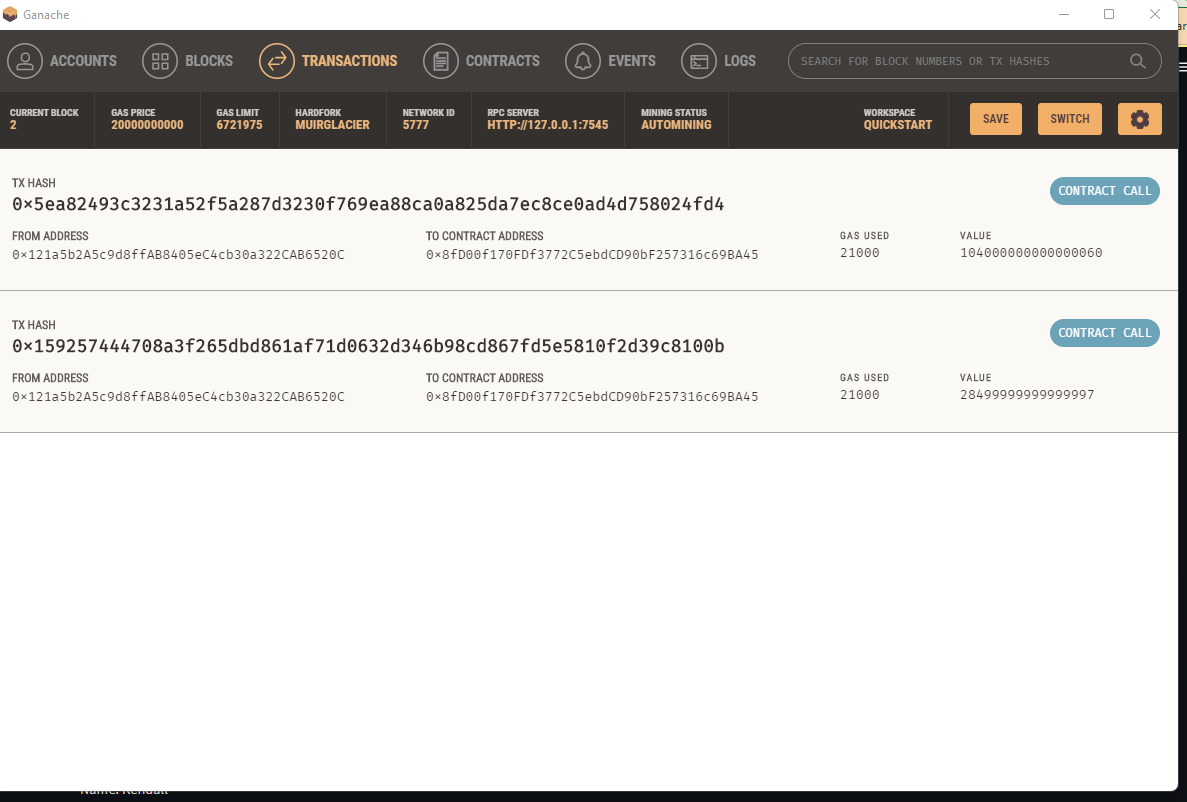 Ganache
ACCOUNTS BLOCKS TRANSACTIONS CONTRACTS EVENTS LOGS SEARCH FOR BLOCK NUMBERS OR TX HASHES
CURRENT BLOCK GAS PRICE GAS LIMIT HARDFORK NETWORK ID RPC SERVER MINING STATUS WORKSPACE
2 20000000000 6721975 MUIRGLACIER 5777 HTTP://127.0.0.1:7545 AUTOMINING QUICKSTART SAVE SWITCH
TX HASH
0×5ea82493c3231a52f5a287d3230f769ea88ca0a825da7ec8ce0ad4d758024fd4 CONTRACT CALL
FROM ADDRESS TO CONTRACT ADDRESS GAS USED VALUE
0×121a5b2A5c9d8ffAB8405eC4cb30a322CAB6520C 0×8fD00f170FDf3772C5ebdCD90bF257316c69BA45 21000 104000000000000060
TX HASH
0×159257444708a3f265dbd861af71d0632d346b98cd867fd5e5810f2d39c8100b CONTRACT CALL
FROM ADDRESS TO CONTRACT ADDRESS GAS USED VALUE
0×121a5b2A5c9d8ffAB8405eC4cb30a322CAB6520C 0×8fD00f170FDf3772C5ebdCD90bF257316c69BA45 21000 28499999999999997
Name: Kendall